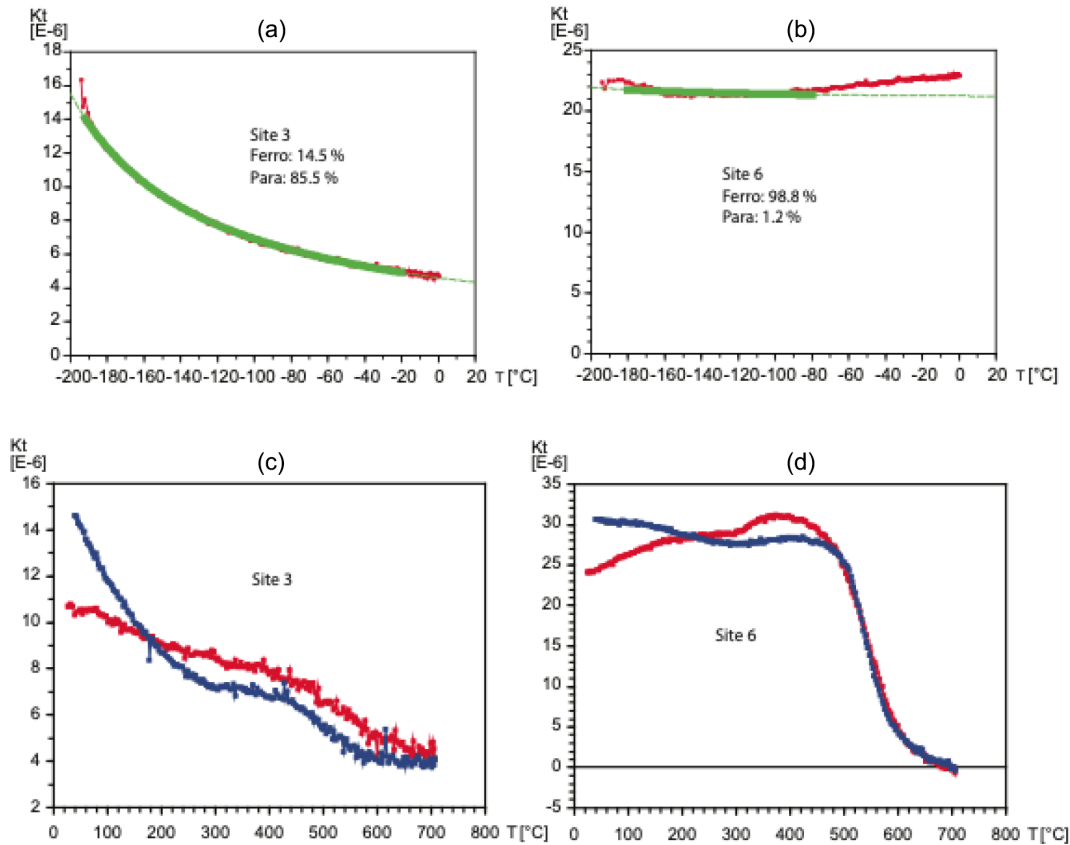 (a)
Kt
[E-6]
18
16
14
12
10
8
6
4
2
0
-200 -180 -160 -140 -120 -100 -80 -60 -40 -20 0 20
T [°C]
Site 3
Ferro: 14.5 %
Para: 85.5 %
(b)
Kt
[E-6]
25
20
15
10
5
0
-200 -180 -160 -140 -120 -100 -80 -60 -40 -20 0 20
T [°C]
Site 6
Ferro: 98.8 %
Para: 1.2 %
(c)
Kt
[E-6]
16
14
12
10
8
6
4
2
0 100 200 300 400 500 600 700 800
T [°C]
Site 3
(d)
Kt
[E-6]
35
30
25
20
15
10
5
0
-5
0 100 200 300 400 500 600 700 800
T [°C]
Site 6